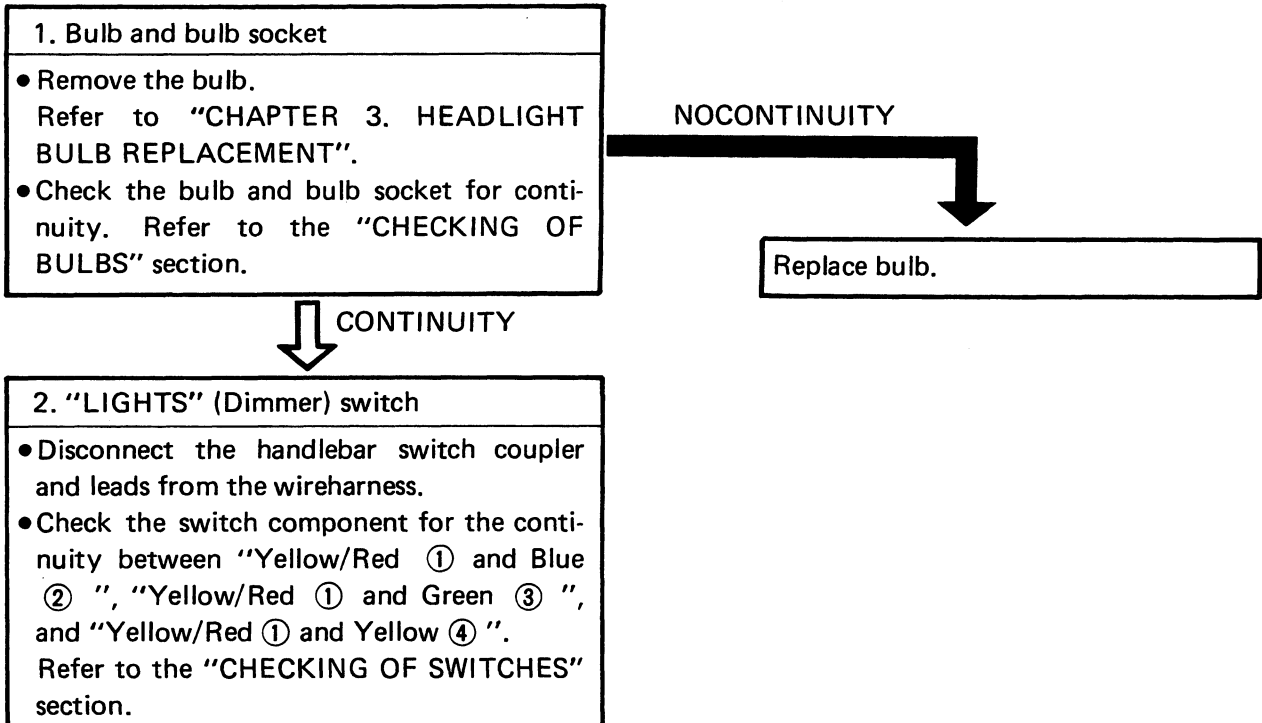 1. Bulb and bulb socket
● Remove the bulb.
Refer to "CHAPTER 3. HEADLIGHT
BULB REPLACEMENT".
● Check the bulb and bulb socket for conti-
nuity. Refer to the "CHECKING OF
BULBS" section.
NOCONTINUITY
Replace bulb.
CONTINUITY
2. "LIGHTS" (Dimmer) switch
● Disconnect the handlebar switch coupler
and leads from the wireharness.
● Check the switch component for the conti-
nuity between "Yellow/Red ① and Blue
② ", "Yellow/Red ① and Green ③ ",
and "Yellow/Red ① and Yellow ④ ".
Refer to the "CHECKING OF SWITCHES"
section.